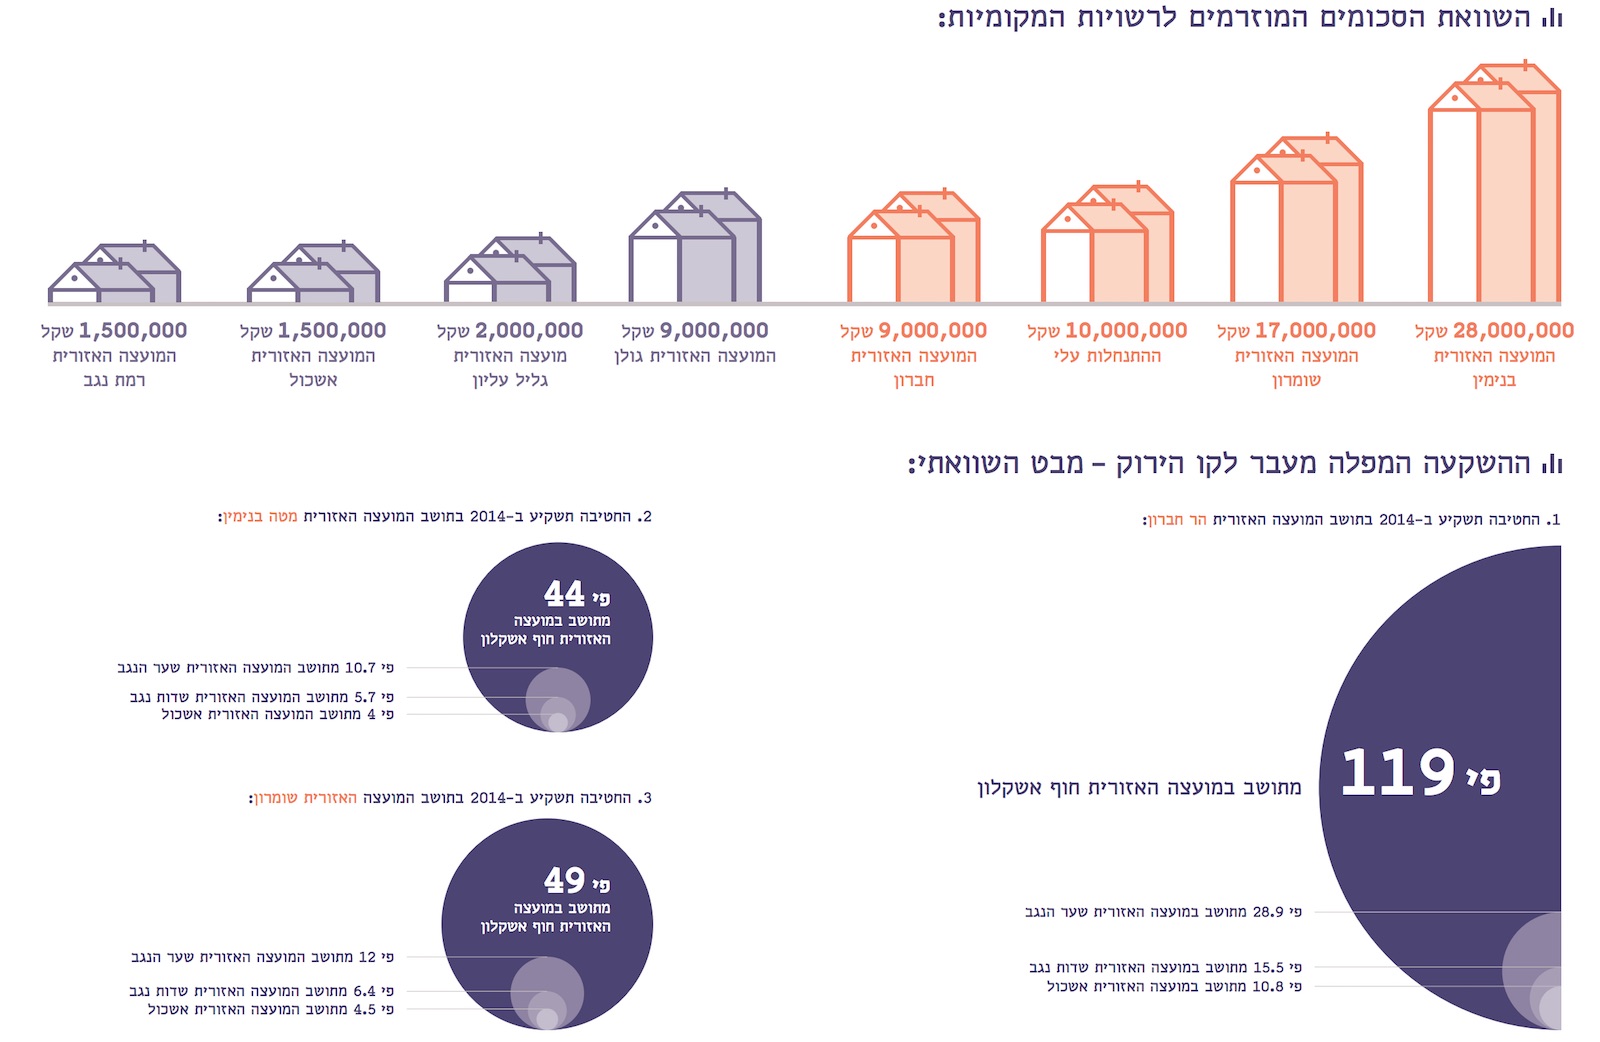 השוואת הסכומים המוזרמים לרשויות המקומיות:
28,000,000 שקל
המועצה האזורית
בנימין
17,000,000 שקל
המועצה האזורית
שומרון
10,000,000 שקל
ההתנחלות עלי
9,000,000 שקל
המועצה האזורית
חברון
9,000,000 שקל
המועצה האזורית גולן
2,000,000 שקל
מועצה האזורית
גליל עליון
1,500,000 שקל
המועצה האזורית
אשכול
1,500,000 שקל
המועצה האזורית
רמת נגב
ההשקעה המפלה מעבר לקו הירוק – מבט השוואתי:
1. החטיבה תשקיע ב-2014 בתושב המועצה האזורית הר חברון:
פי 119
מתושב במועצה האזורית חוף אשקלון
פי 28.9 מתושב במועצה האזורית שער הנגב
פי 15.5 מתושב במועצה האזורית שדות נגב
פי 10.8 מתושב במועצה האזורית אשכול
2. החטיבה תשקיע ב-2014 בתושב המועצה האזורית מטה בנימין:
פי 44
מתושב במועצה
האזורית חוף אשקלון
פי 10.7 מתושב המועצה האזורית שער הנגב
פי 5.7 מתושב המועצה האזורית שדות נגב
פי 4 מתושב המועצה האזורית אשכול
3. החטיבה תשקיע ב-2014 בתושב המועצה האזורית שומרון:
פי 49
מתושב במועצה
האזורית חוף אשקלון
פי 12 מתושב המועצה האזורית שער הנגב
פי 6.4 מתושב המועצה האזורית שדות נגב
פי 4.5 מתושב המועצה האזורית אשכול